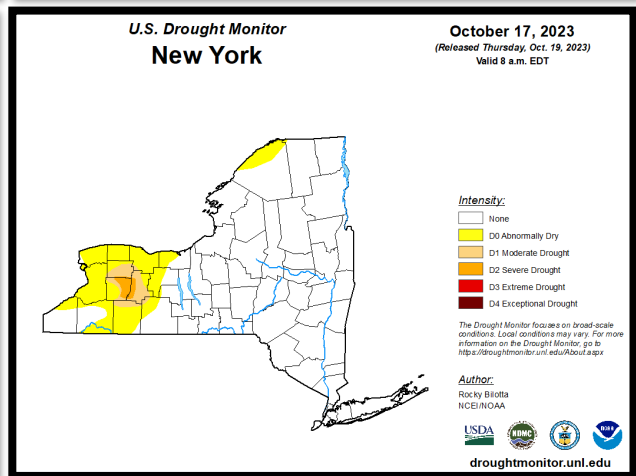 U.S. Drought Monitor
New York
October 17, 2023
(Released Thursday, Oct. 19, 2023)
Valid 8 a.m. EDT
Intensity:
None
D0 Abnormally Dry
D1 Moderate Drought
D2 Severe Drought
D3 Extreme Drought
D4 Exceptional Drought
The Drought Monitor focuses on broad-scale
conditions. Local conditions may vary. For more
information on the Drought Monitor, go to
https://droughtmonitor.unl.edu/About.aspx
Author:
Rocky Bilotta
NCEI/NOAA
USDA
NDMC
NOAA
droughtmonitor.unl.edu